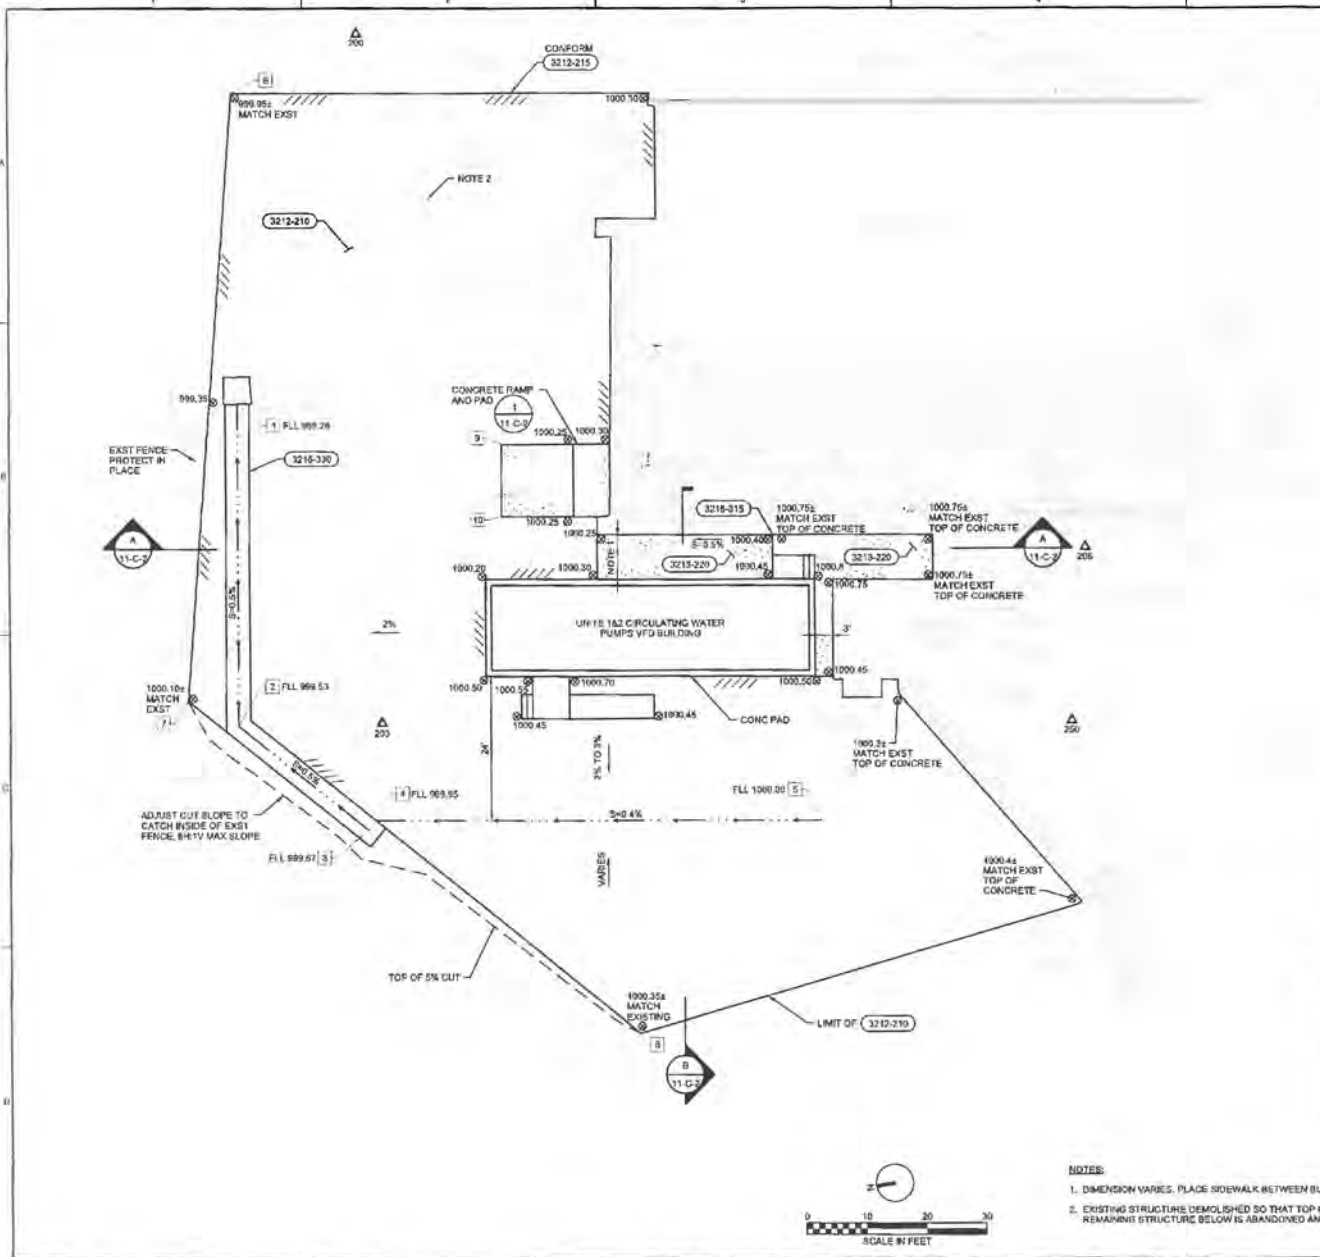 200
CONFORM
3212-215
6
999.95±
MATCH EXST
1000.10
A
NOTE 2
3212-210
999.35
CONCRETE RAMP
AND PAD
1
11-C-2
1000.25
1000.30
9
1 FLL 999.28
3216-330
EXST FENCE
PROTECT IN
PLACE
B
10
1000.25
1000.25
NOTE 1
3216-315
S=0.5%
3213-220
1000.40
1000.75±
MATCH EXST
TOP OF CONCRETE
3213-220
1000.75±
MATCH EXST
TOP OF CONCRETE
A
11-C-2
A
11-C-2
205
1000.20
1000.30
1000.45
1000.8
1000.75
1000.75±
MATCH EXST
TOP OF CONCRETE
S=0.5%
2%
UNITS 1&2 CIRCULATING WATER
PUMPS VFD BUILDING
3'
1000.45
1000.50
1000.55
1000.70
1000.50
1000.10±
MATCH
EXST
7
2 FLL 999.53
203
1000.45
1000.45
CONC PAD
250
24'
2% TO 3%
1000.2±
MATCH EXST
TOP OF CONCRETE
S=0.5%
C
4 FLL 999.95
FLL 1000.00 5
S=0.4%
ADJUST CUT SLOPE TO
CATCH INSIDE OF EXST
FENCE, 6H:1V MAX SLOPE
FLL 999.67 3
VARIES
1000.4±
MATCH EXST
TOP OF
CONCRETE
TOP OF 5% CUT
1000.35±
MATCH
EXISTING
8
LIMIT OF 3212-210
B
11-C-2
D
N
0 10 20 30
SCALE IN FEET
NOTES:
1. DIMENSION VARIES. PLACE SIDEWALK BETWEEN
2. EXISTING STRUCTURE DEMOLISHED SO THAT TOP
REMAINING STRUCTURE BELOW IS ABANDONED